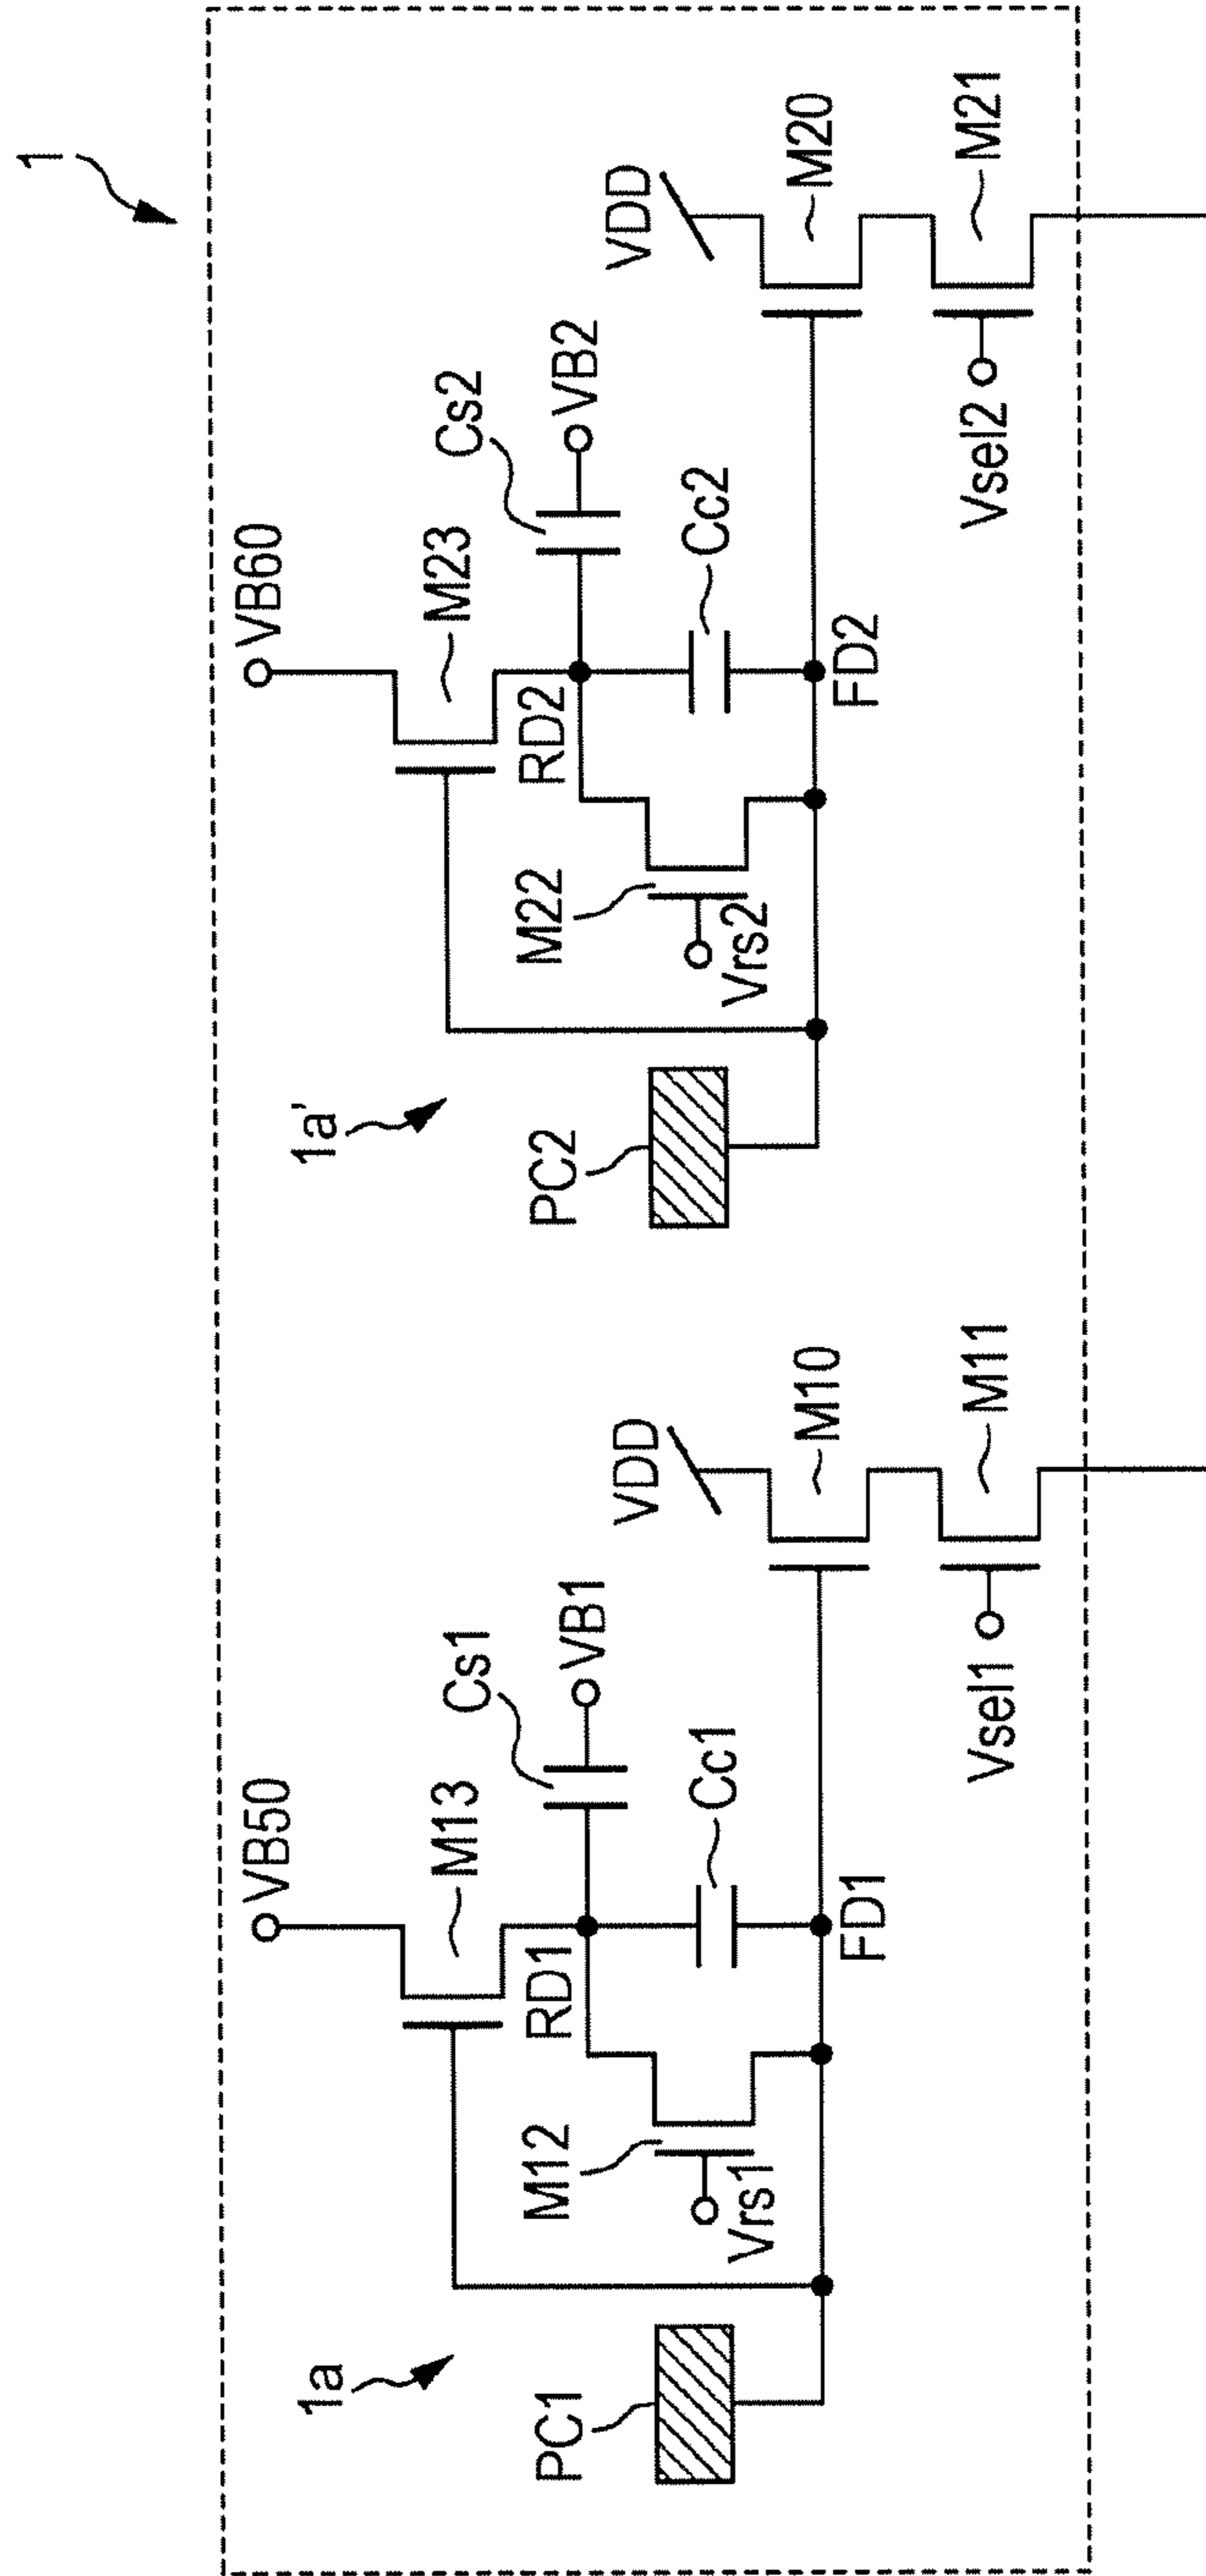 1
1a
VB50
M13
Cs1
VB1
RD1
PC1
M12
Vrs1
Cc1
FD1
VDD
M10
M11
Vsel1
1a'
VB60
M23
Cs2
VB2
RD2
PC2
M22
Vrs2
Cc2
FD2
VDD
M20
M21
Vsel2